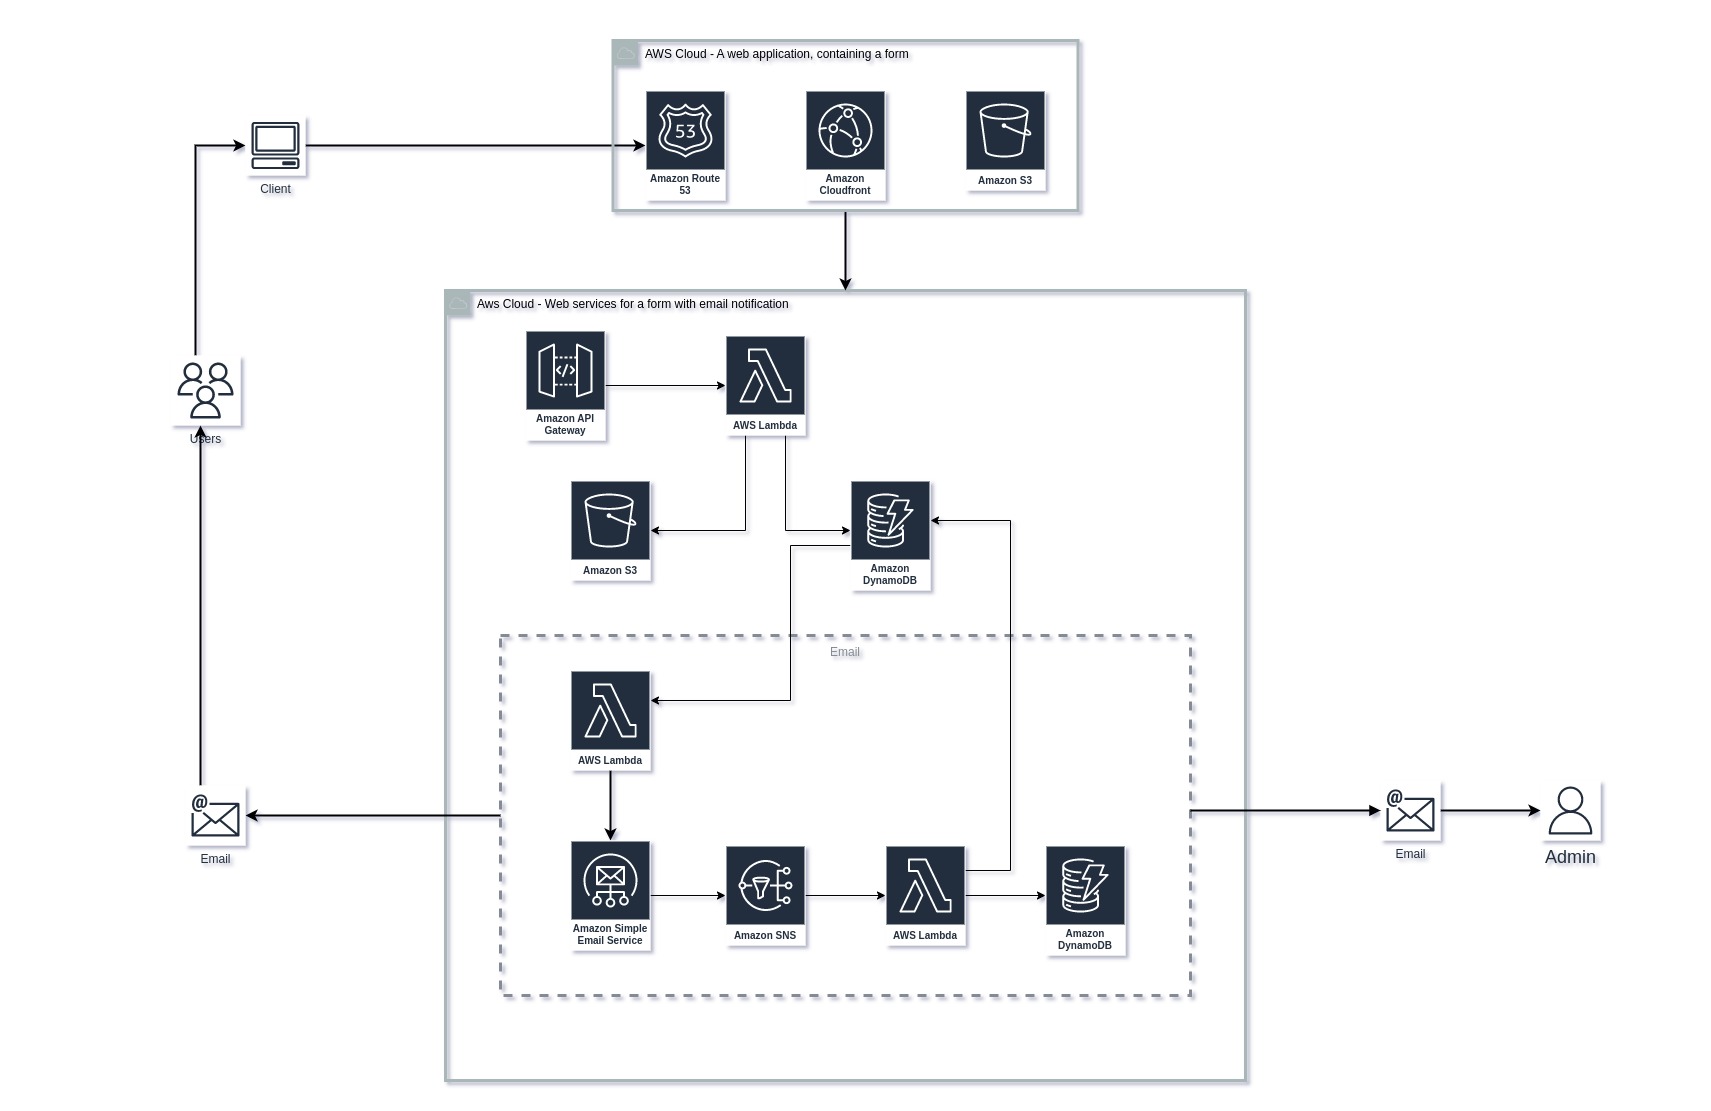 AWS Cloud - A web application, containing a form
53
Amazon Route
53
Amazon
Cloudfront
Amazon S3
Client
Aws Cloud - Web services for a form with email notification
</>
Amazon API
Gateway
AWS Lambda
Users
Amazon S3
Amazon
DynamoDB
Email
AWS Lambda
@
Email
@
Email
Admin
Amazon Simple
Email Service
Amazon SNS
AWS Lambda
Amazon
DynamoDB